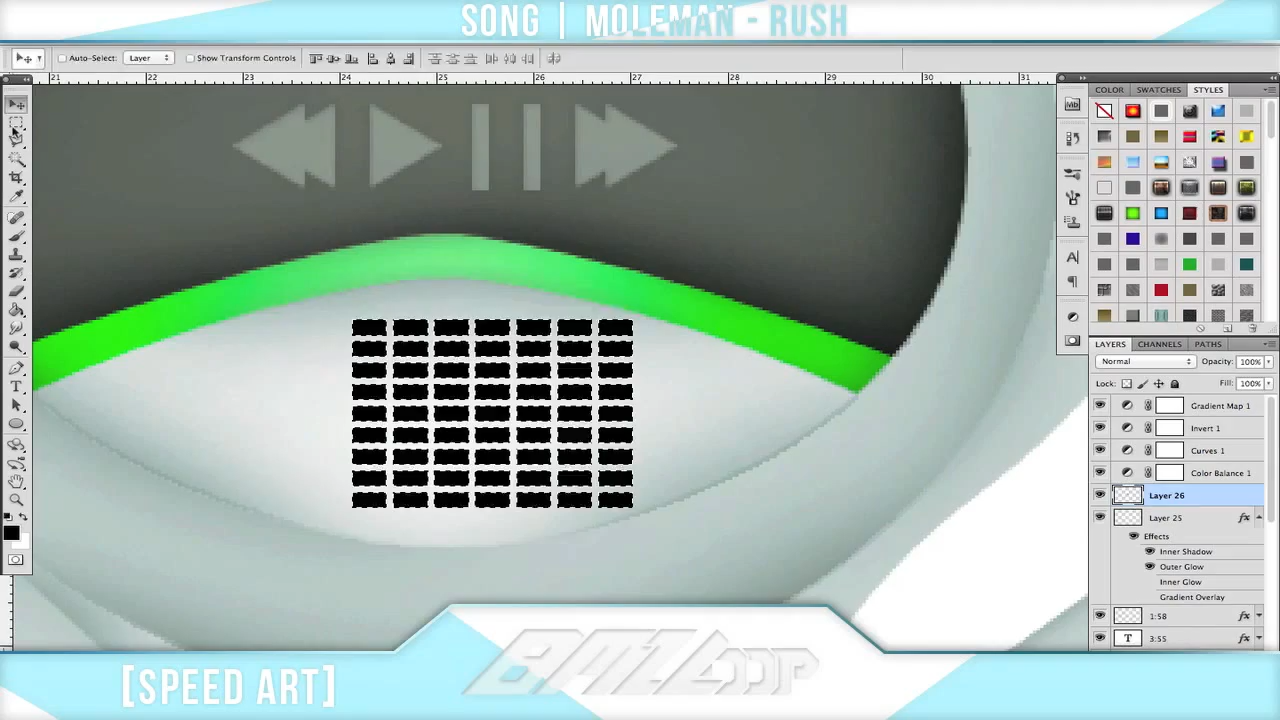 SONG | MOLEMAN - RUSH
Auto-Select: Layer Show Transform Controls
21 22 23 24 25 26 27 28 29 30 31
COLOR SWATCHES STYLES
LAYERS CHANNELS PATHS
Normal Opacity: 100%
Lock: Fill: 100%
Gradient Map 1
Invert 1
Curves 1
Color Balance 1
Layer 26
Layer 25 fx
Effects
Inner Shadow
Outer Glow
Inner Glow
Gradient Overlay
1:58 fx
T 3:55 fx
[SPEED ART]